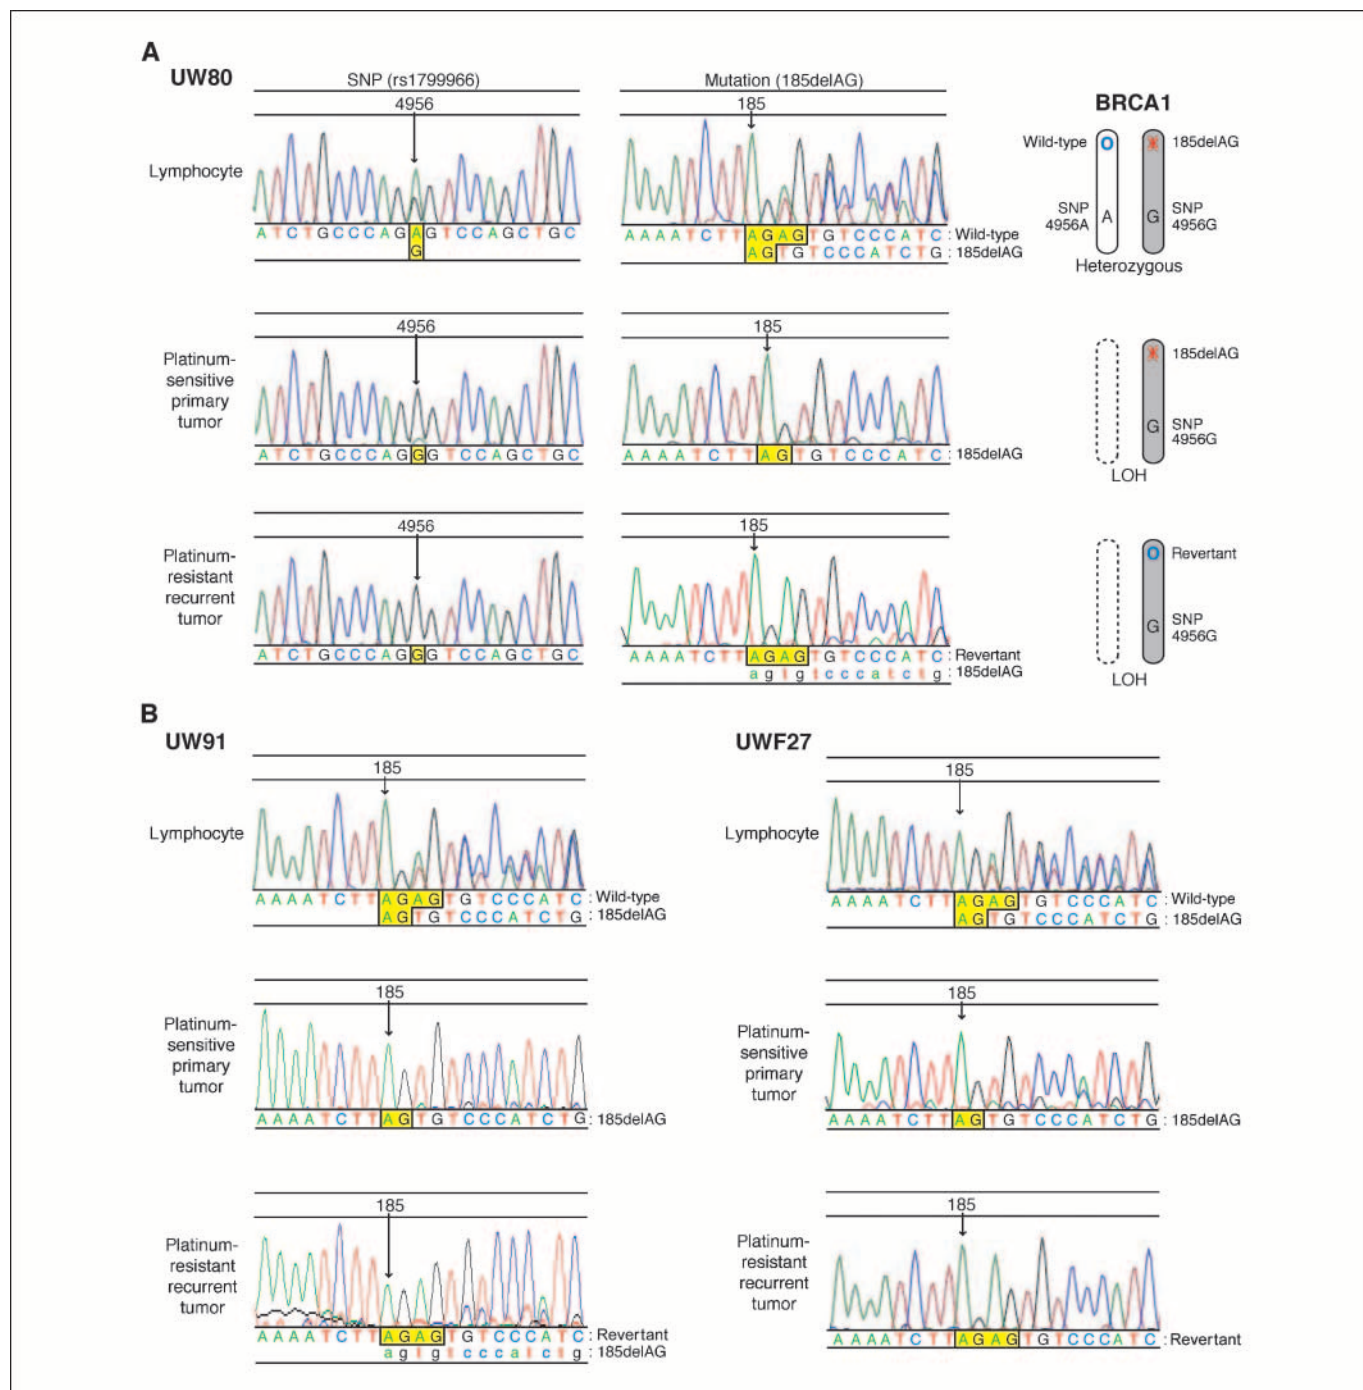 A
UW80
SNP (rs1799966)
4956
Lymphocyte
A T C T G C C C A G A G T C C A G C T G C
G
Mutation (185delAG)
185
A A A A T C T T A G A G T G T C C C A T C : Wild-type
A G T G T C C C A T C T G : 185delAG
BRCA1
Wild-type O 185delAG
SNP 4956A A G SNP 4956G
Heterozygous
Platinum-
sensitive
primary
tumor
4956
A T C T G C C C A G G G T C C A G C T G C
185
A A A A T C T T A G T G T C C C A T C : 185delAG
185delAG
G SNP
4956G
LOH
Platinum-
resistant
recurrent
tumor
4956
A T C T G C C C A G G G T C C A G C T G C
185
A A A A T C T T A G A G T G T C C C A T C : Revertant
a g t g t c c c a t c t g : 185delAG
O Revertant
G SNP
4956G
LOH
B
UW91
185
Lymphocyte
A A A A T C T T A G A G T G T C C C A T C : Wild-type
A G T G T C C C A T C T G : 185delAG
Platinum-
sensitive
primary
tumor
185
A A A A T C T T A G T G T C C C A T C T G : 185delAG
Platinum-
resistant
recurrent
tumor
185
A A A A T C T T A G A G T G T C C C A T C : Revertant
a g t g t c c c a t c t g : 185delAG
UWF27
185
Lymphocyte
A A A A T C T T A G A G T G T C C C A T C : Wild-type
A G T G T C C C A T C T G : 185delAG
Platinum-
sensitive
primary
tumor
185
A A A A T C T T A G T G T C C C A T C T G : 185delAG
Platinum-
resistant
recurrent
tumor
185
A A A A T C T T A G A G T G T C C C A T C : Revertant